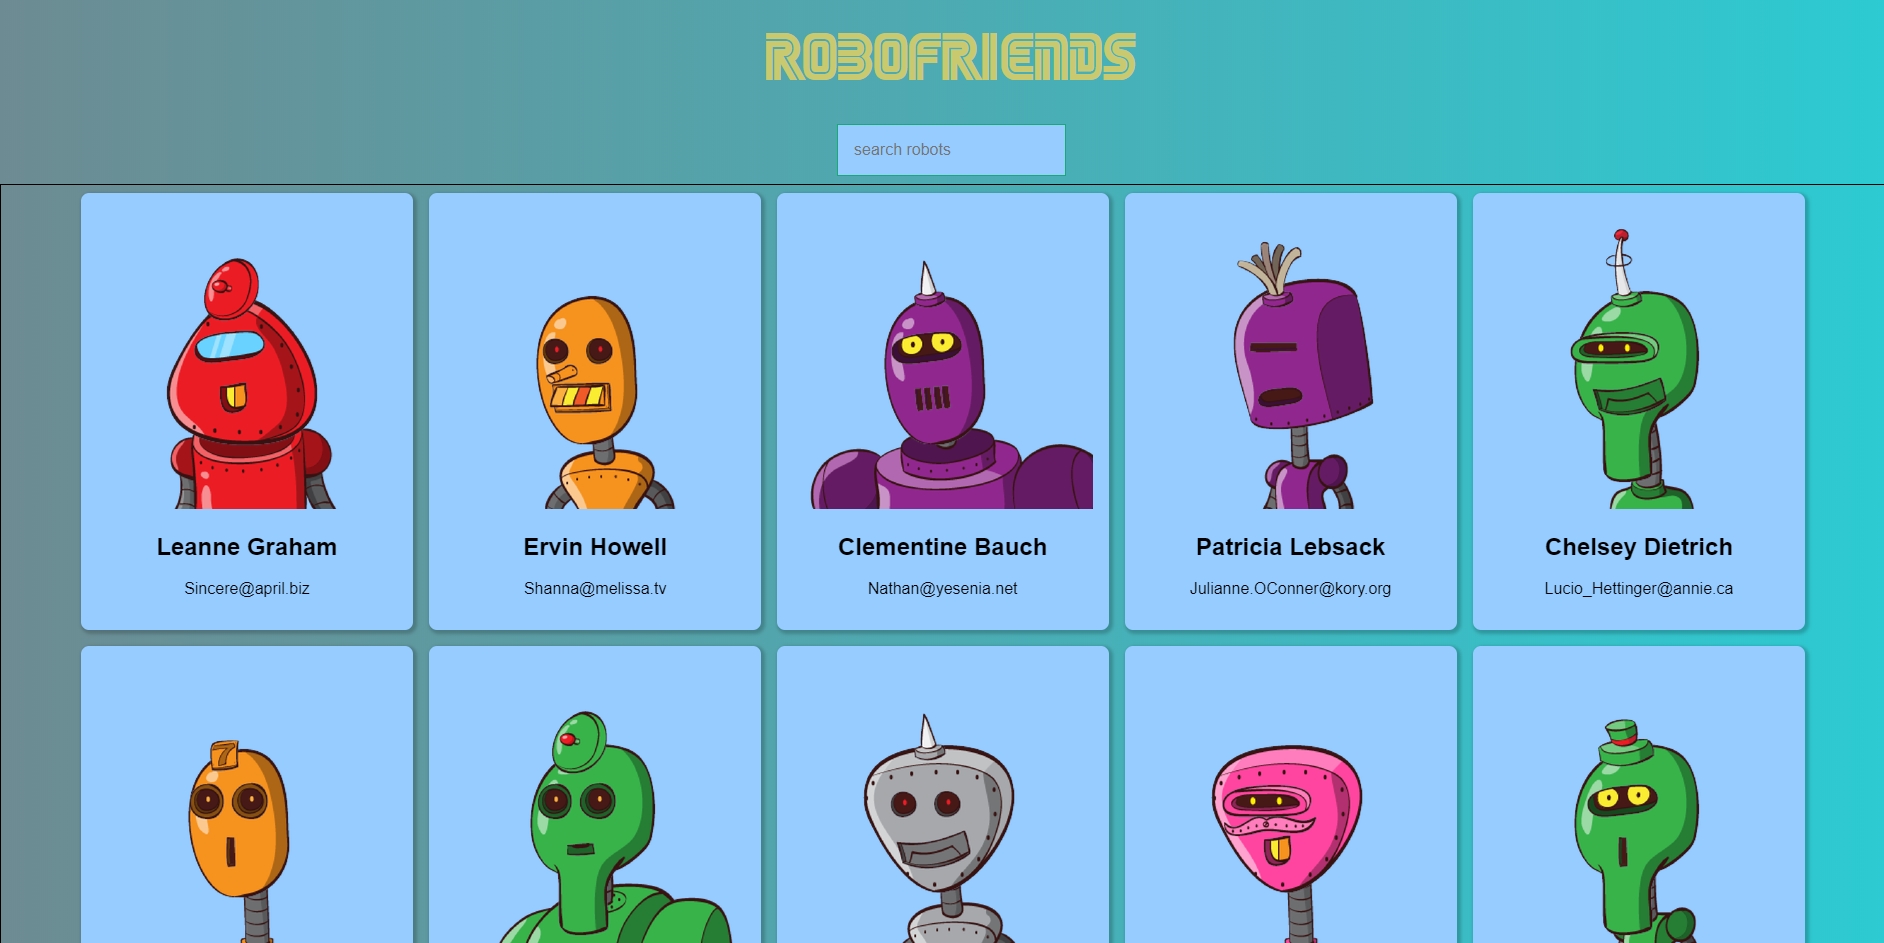 ROBOFRIENDS
search robots
Leanne Graham
Sincere@april.biz
Ervin Howell
Shanna@melissa.tv
Clementine Bauch
Nathan@yesenia.net
Patricia Lebsack
Julianne.OConner@kory.org
Chelsey Dietrich
Lucio_Hettinger@annie.ca
7